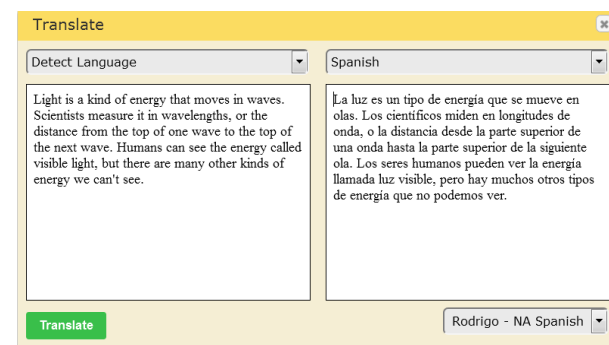 Translate
Detect Language
Spanish
Light is a kind of energy that moves in waves.
Scientists measure it in wavelengths, or the
distance from the top of one wave to the top of
the next wave. Humans can see the energy called
visible light, but there are many other kinds of
energy we can't see.
La luz es un tipo de energía que se mueve en
olas. Los científicos miden en longitudes de
onda, o la distancia desde la parte superior de
una onda hasta la parte superior de la siguiente
ola. Los seres humanos pueden ver la energía
llamada luz visible, pero hay muchos otros tipos
de energía que no podemos ver.
Translate
Rodrigo - NA Spanish